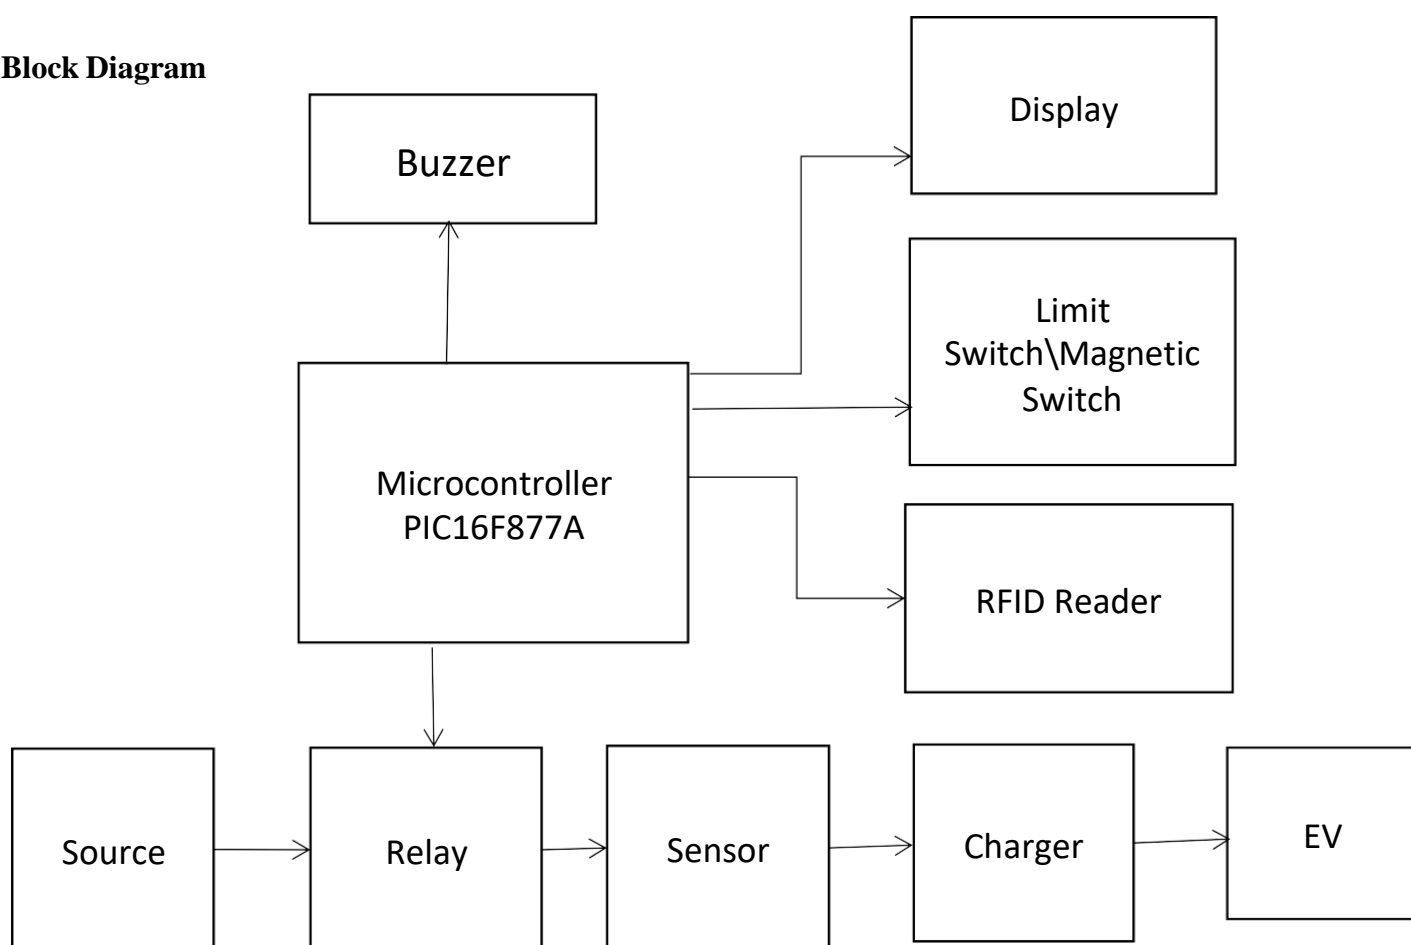 Block Diagram
Display
Buzzer
Limit
Switch\Magnetic
Switch
Microcontroller
PIC16F877A
RFID Reader
Source
Relay
Sensor
Charger
EV